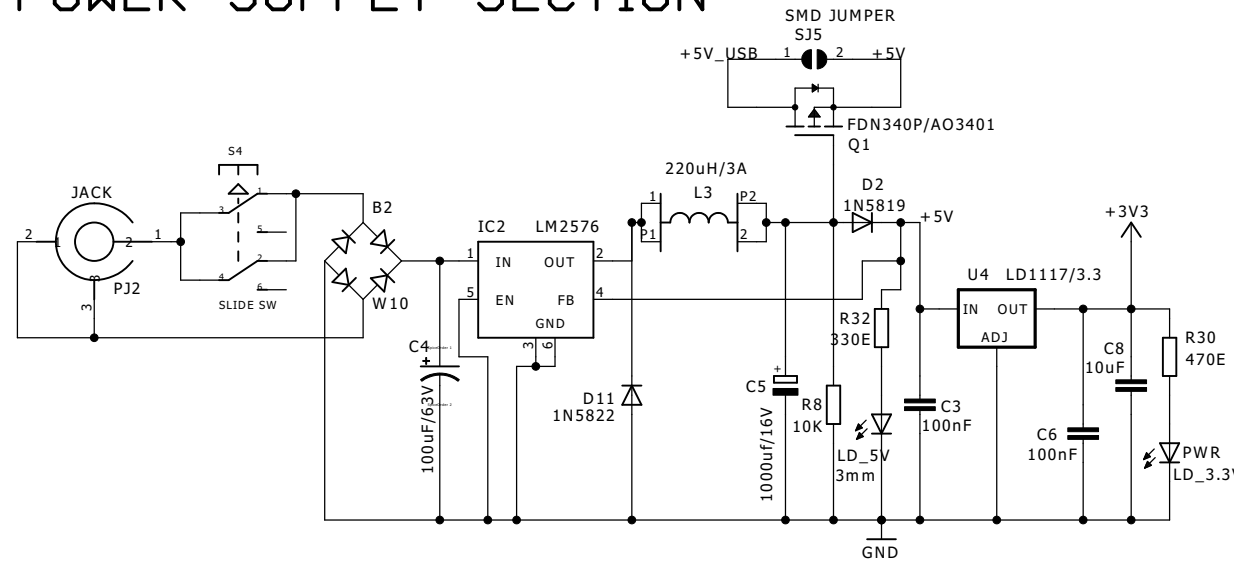 POWER SUPPLY SECTION
SMD JUMPER
SJ5
+5V_USB 1 2 +5V
FDN340P/AO3401
Q1
S4
JACK
2 1 2 1
3
3
PJ2
1
3
5
2
4
6
SLIDE SW
B2
W10
IC2 LM2576
1 IN OUT 2
5 EN FB 4
GND
3 6
C4
+
100uF/63V
D11
1N5822
220uH/3A
L3
1 P2
P1 2
D2
1N5819
+5V
C5
+
1000uf/16V
R8
10K
R32
330E
LD_5V
3mm
C3
100nF
GND
U4 LD1117/3.3
IN OUT
ADJ
+3V3
C6
100nF
C8
10uF
R30
470E
PWR
LD_3.3V